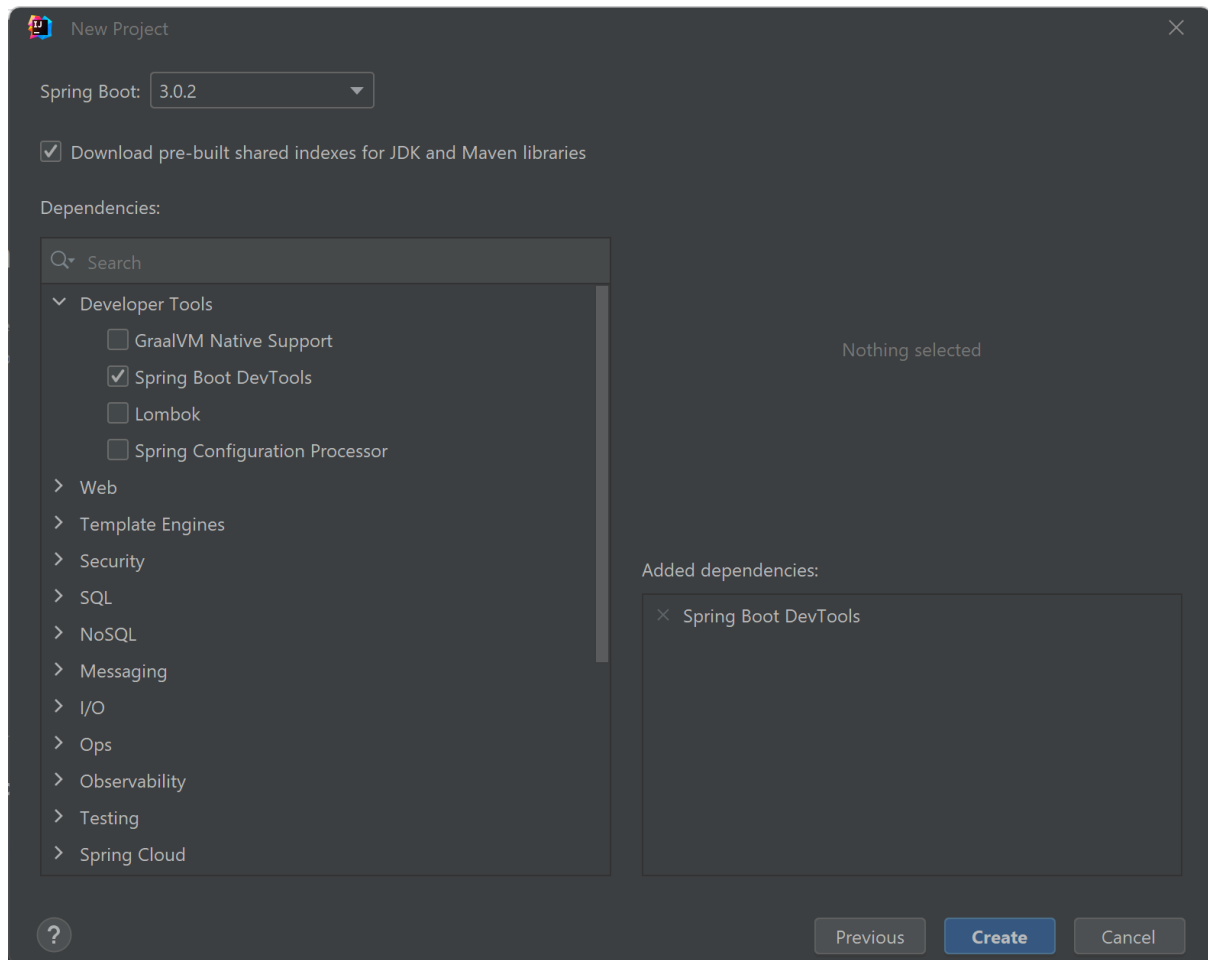 New Project
Spring Boot: 3.0.2
Download pre-built shared indexes for JDK and Maven libraries
Dependencies:
Search
Developer Tools
GraalVM Native Support
Spring Boot DevTools
Lombok
Spring Configuration Processor
Web
Template Engines
Security
SQL
NoSQL
Messaging
I/O
Ops
Observability
Testing
Spring Cloud
Nothing selected
Added dependencies:
Spring Boot DevTools
?
Previous
Create
Cancel